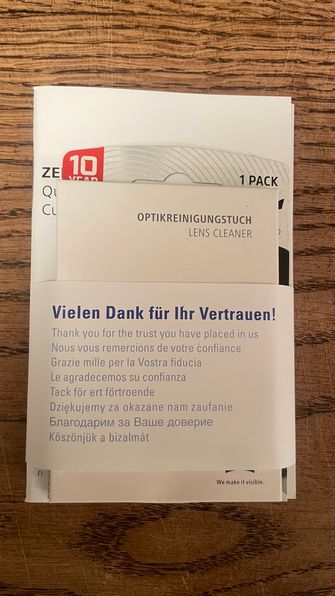 ZE
10
YEAR
1 PACK
Qu
Cu
OPTIKREINIGUNGSTUCH
LENS CLEANER
Vielen Dank für Ihr Vertrauen!
Thank you for the trust you have placed in us
Nous vous remercions de votre confiance
Grazie mille per la Vostra fiducia
Le agradecemos su confianza
Tack för ert förtroende
Dziękujemy za okazane nam zaufanie
Благодарим за Ваше доверие
Köszönjük a bizalmát
We make it visible.